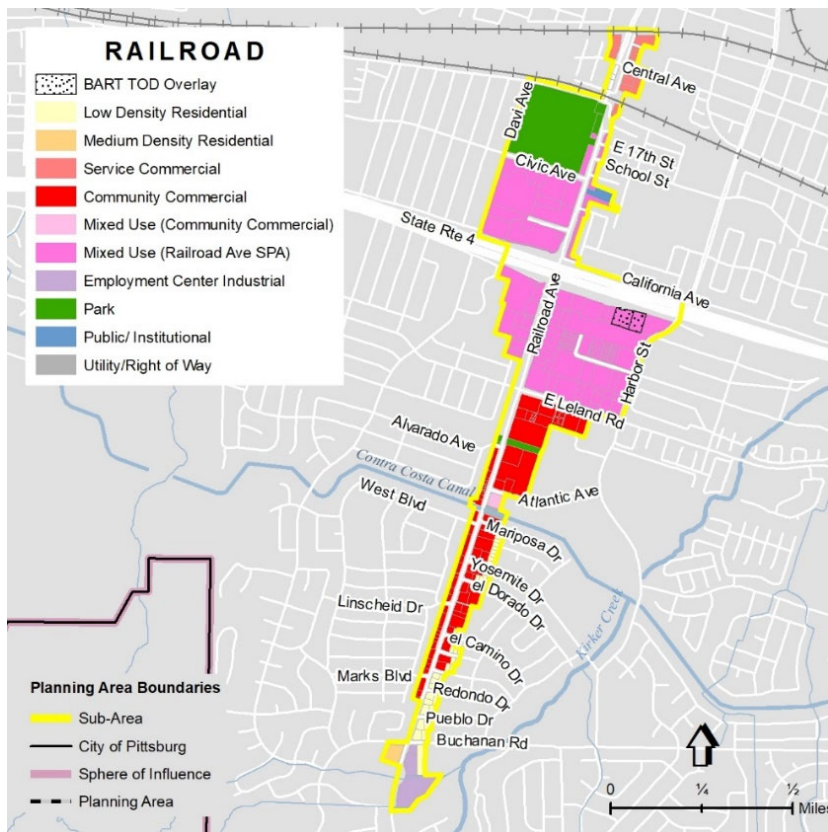 RAILROAD
BART TOD Overlay
Low Density Residential
Medium Density Residential
Service Commercial
Community Commercial
Mixed Use (Community Commercial)
Mixed Use (Railroad Ave SPA)
Employment Center Industrial
Park
Public/ Institutional
Utility/Right of Way
Central Ave
Davi Ave
E 17th St
School St
Civic Ave
State Rte 4
California Ave
Railroad Ave
Harbor St
E Leland Rd
Alvarado Ave
Contra Costa Canal
West Blvd
Atlantic Ave
Mariposa Dr
Yosemite Dr
el Dorado Dr
Linscheid Dr
Kirker Creek
el Camino Dr
Marks Blvd
Redondo Dr
Pueblo Dr
Buchanan Rd
Planning Area Boundaries
Sub-Area
City of Pittsburg
Sphere of Influence
Planning Area
0 ¼ ½
Miles